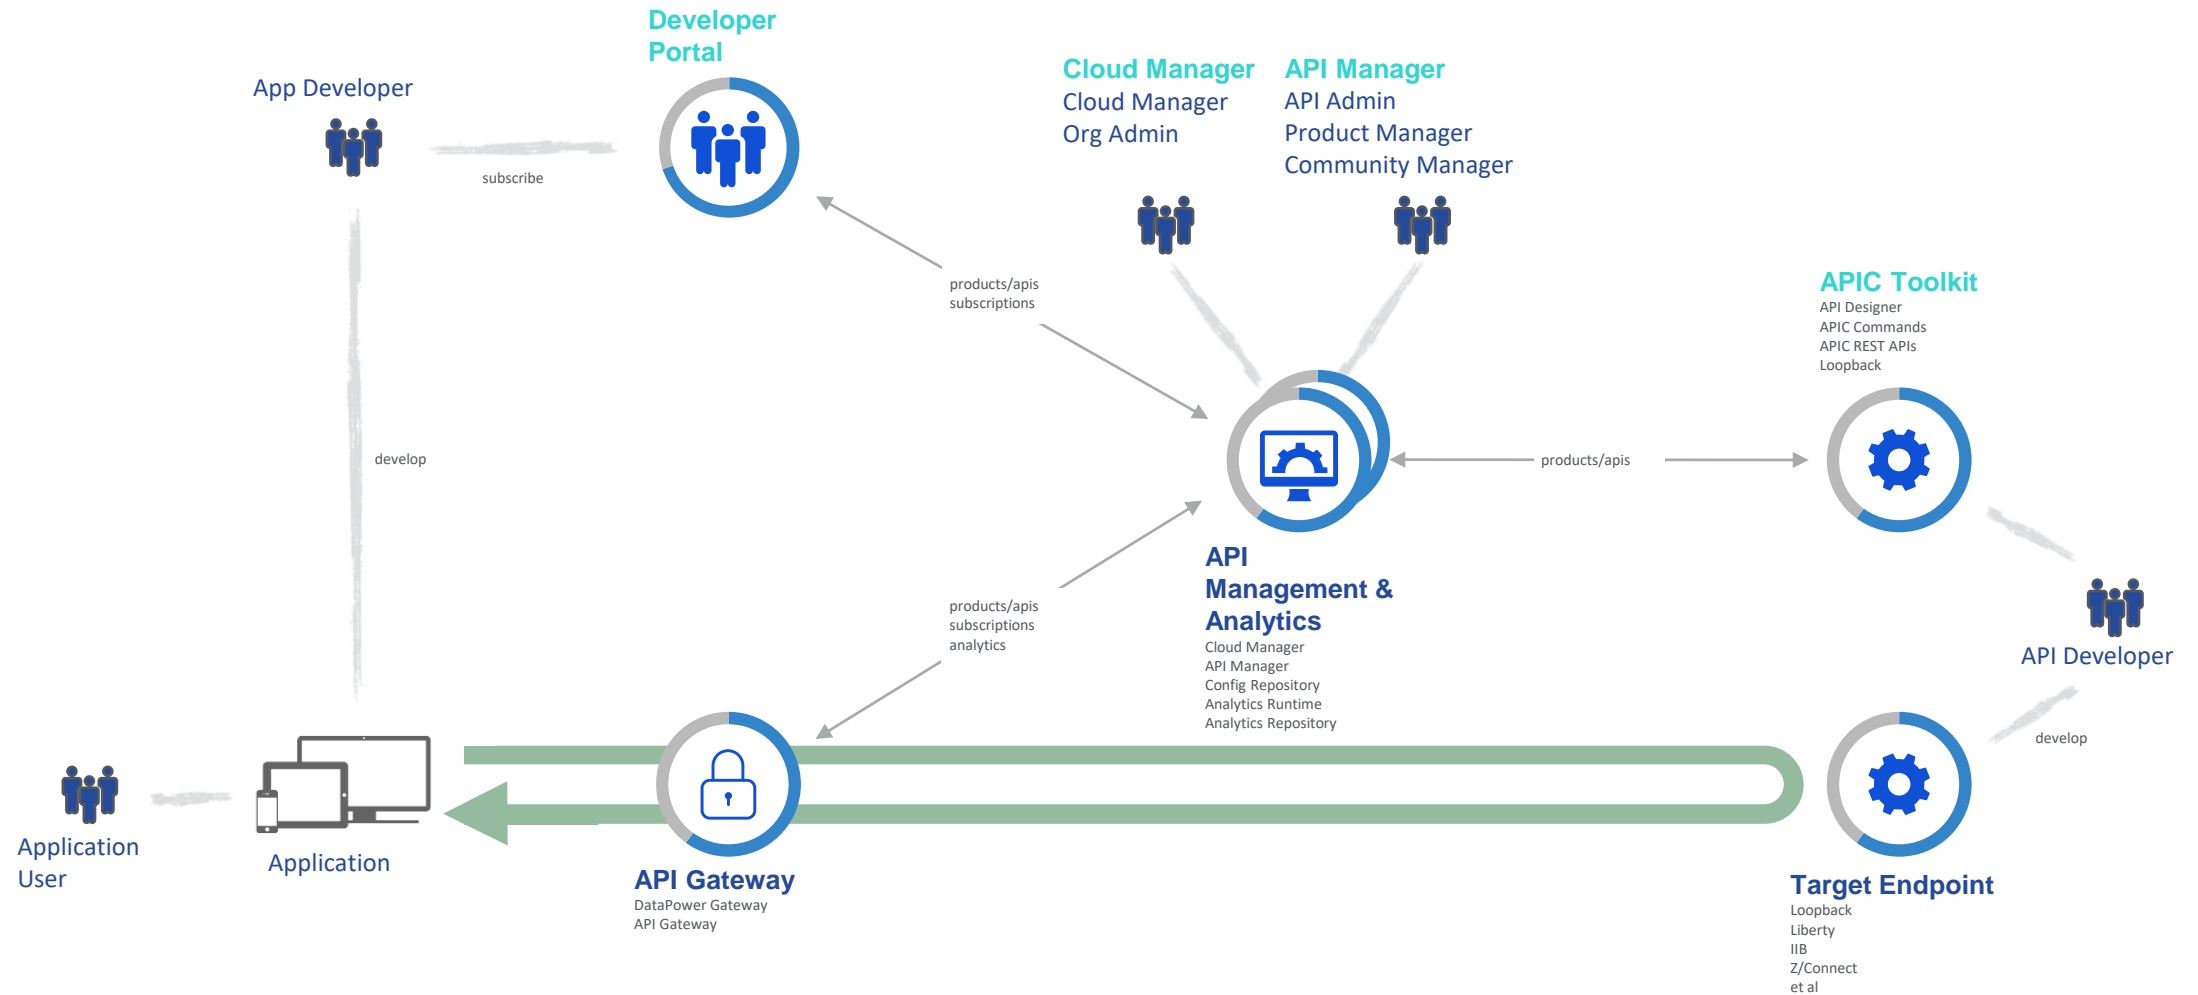 Developer
Portal
App Developer
subscribe
Cloud Manager
Cloud Manager
Org Admin
API Manager
API Admin
Product Manager
Community Manager
products/apis
subscriptions
APIC Toolkit
API Designer
APIC Commands
APIC REST APIs
Loopback
develop
products/apis
API
Management &
Analytics
Cloud Manager
API Manager
Config Repository
Analytics Runtime
Analytics Repository
products/apis
subscriptions
analytics
API Developer
develop
Application
User
Application
API Gateway
DataPower Gateway
API Gateway
Target Endpoint
Loopback
Liberty
IIB
Z/Connect
et al